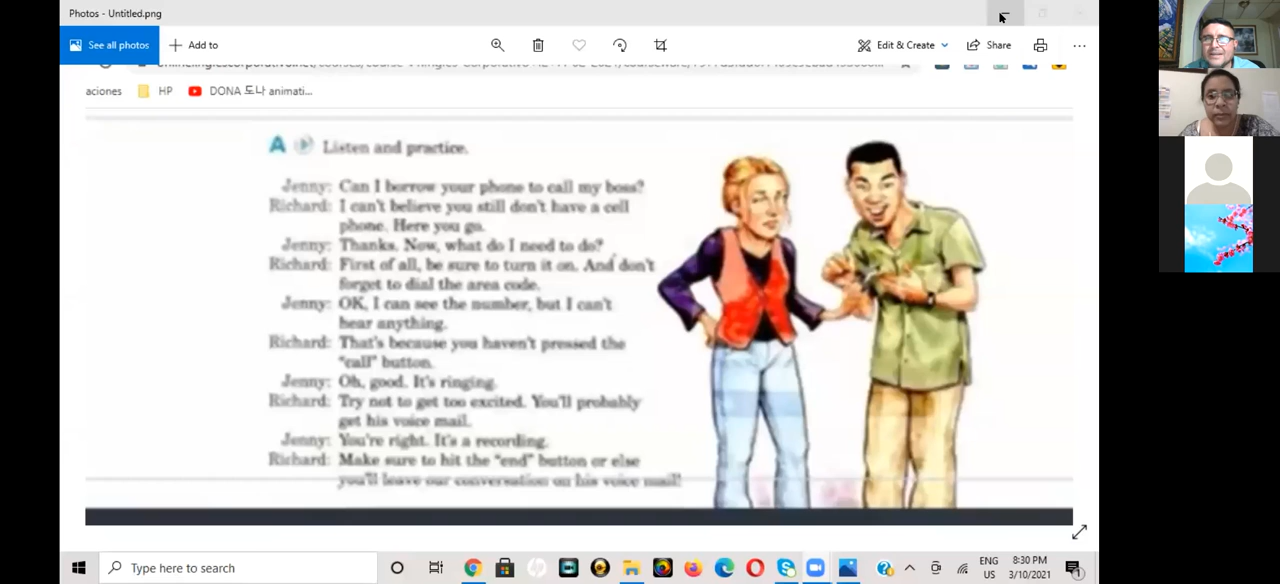 Photos - Untitled.png
See all photos
Add to
Edit & Create
Share
aciones
HP
DONA 도나 animati...
A
Listen and practice.
Jenny: Can I borrow your phone to call my boss?
Richard: I can't believe you still don't have a cell
phone. Here you go.
Jenny: Thanks. Now, what do I need to do?
Richard: First of all, be sure to turn it on. And don't
forget to dial the area code.
Jenny: OK, I can see the number, but I can't
hear anything.
Richard: That's because you haven't pressed the
"call" button.
Jenny: Oh, good. It's ringing.
Richard: Try not to get too excited. You'll probably
get his voice mail.
Jenny: You're right. It's a recording.
Richard: Make sure to hit the "end" button or else
you'll leave our conversation on his voice mail!
Type here to search
ENG
US
8:30 PM
3/10/2021
1